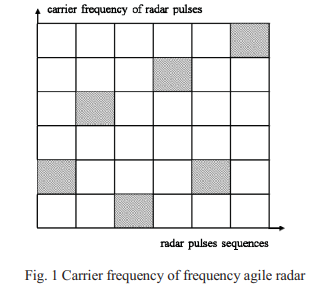 carrier frequency of radar pulses
radar pulses sequences
Fig. 1 Carrier frequency of frequency agile radar